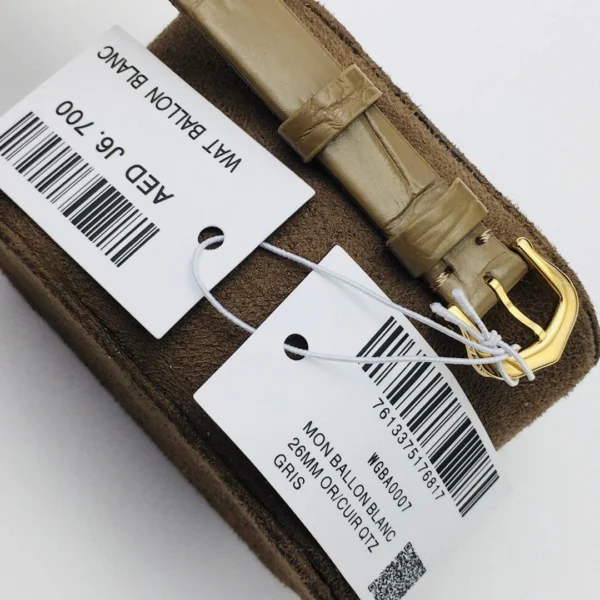 WAT BALLON BLANC
AED J6.700
7613375176817
WGBA0007
MON BALLON BLANC
26MM OR/CUIR QTZ
GRIS